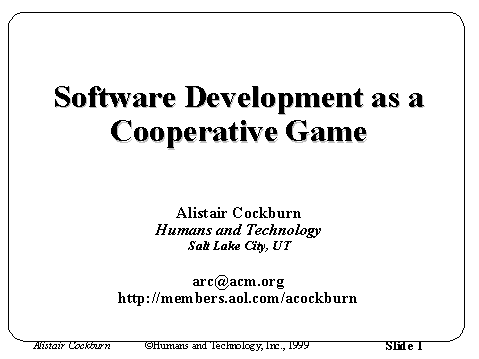 Software Development as a
Cooperative Game
Alistair Cockburn
Humans and Technology
Salt Lake City, UT
arc@acm.org
http://members.aol.com/acockburn
Alistair Cockburn ©Humans and Technology, Inc., 1999 Slide 1